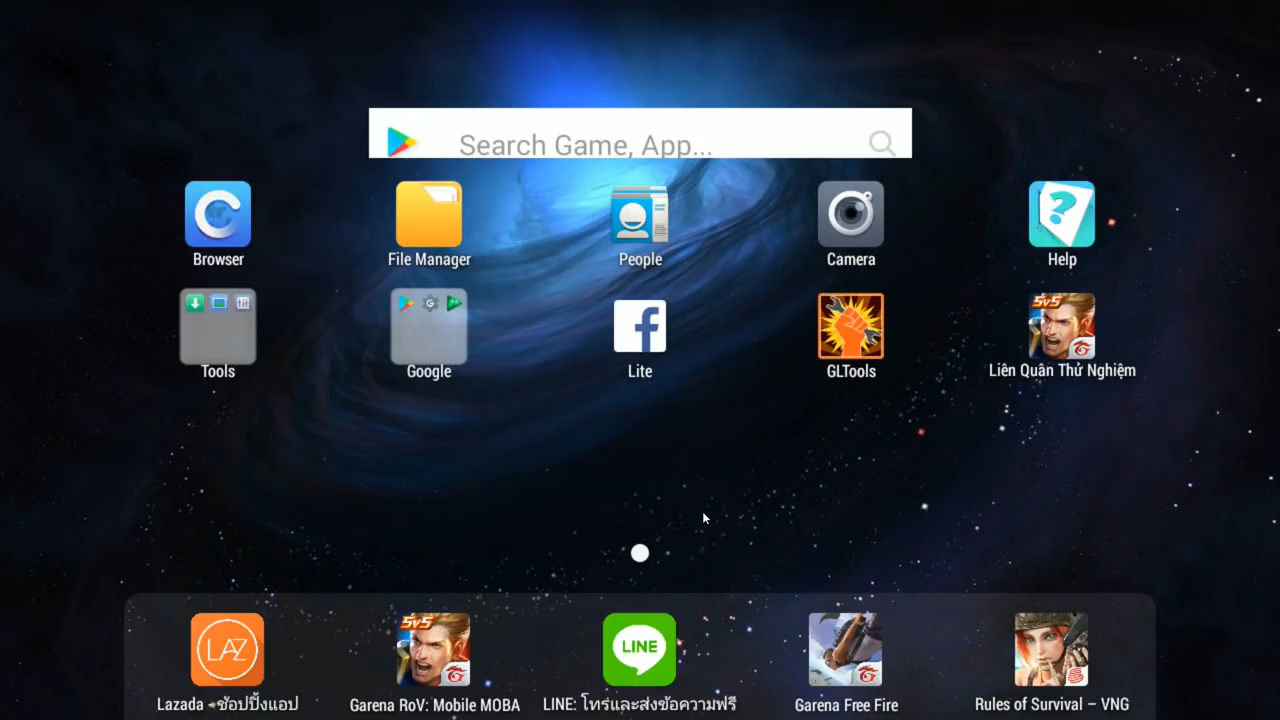 Search Game, App...
Browser
File Manager
People
Camera
Help
Tools
Google
Lite
GLTools
5v5
Liên Quân Thử Nghiệm
LAZ
5v5
LINE
Lazada - ช้อปปิ้งแอป
Garena RoV: Mobile MOBA
LINE: โทรและส่งข้อความฟรี
Garena Free Fire
Rules of Survival – VNG